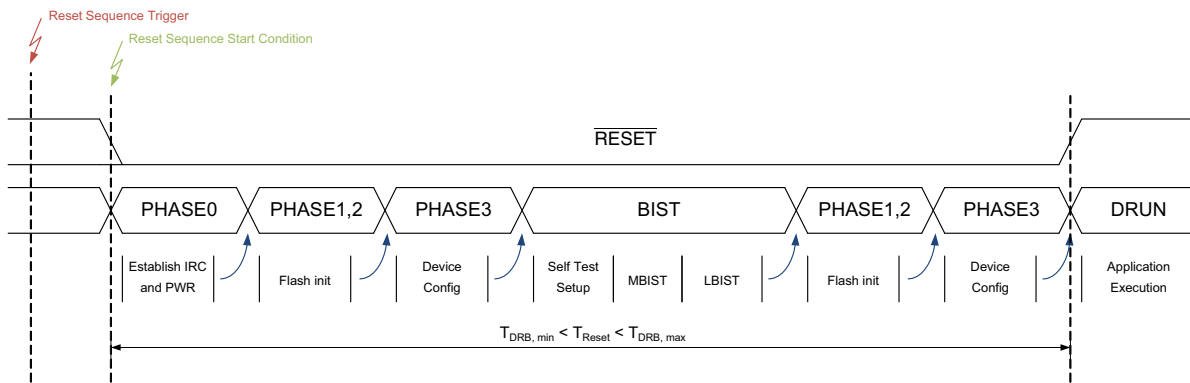 Reset Sequence Trigger
Reset Sequence Start Condition
RESET
PHASE0 PHASE1,2 PHASE3 BIST PHASE1,2 PHASE3 DRUN
Establish IRC
and PWR
Flash init
Device
Config
Self Test
Setup
MBIST
LBIST
Flash init
Device
Config
Application
Execution
TDRB, min < TReset < TDRB, max